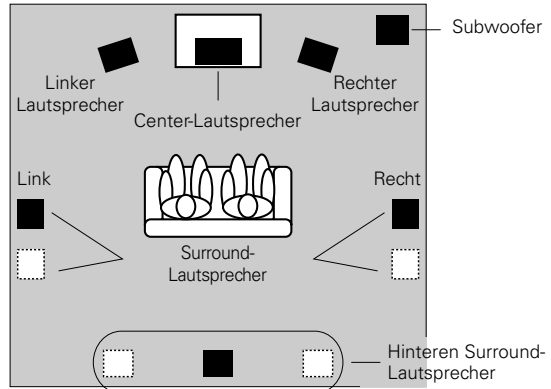 Subwoofer
Linker
Lautsprecher
Rechter
Lautsprecher
Center-Lautsprecher
Link
Recht
Surround-
Lautsprecher
Hinteren Surround-
Lautsprecher